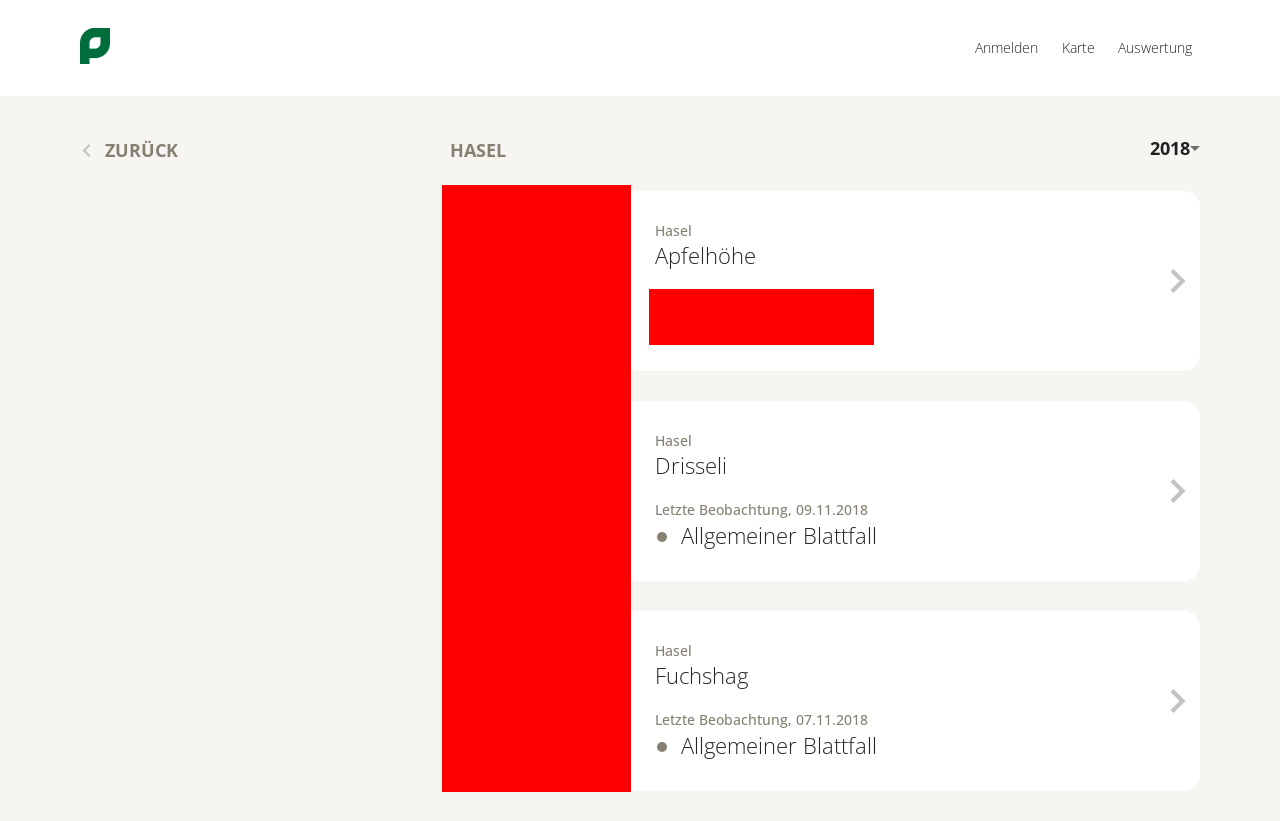 Anmelden Karte Auswertung
ZURÜCK
HASEL
2018
Hasel
Apfelhöhe
Hasel
Drisseli
Letzte Beobachtung, 09.11.2018
Allgemeiner Blattfall
Hasel
Fuchshag
Letzte Beobachtung, 07.11.2018
Allgemeiner Blattfall